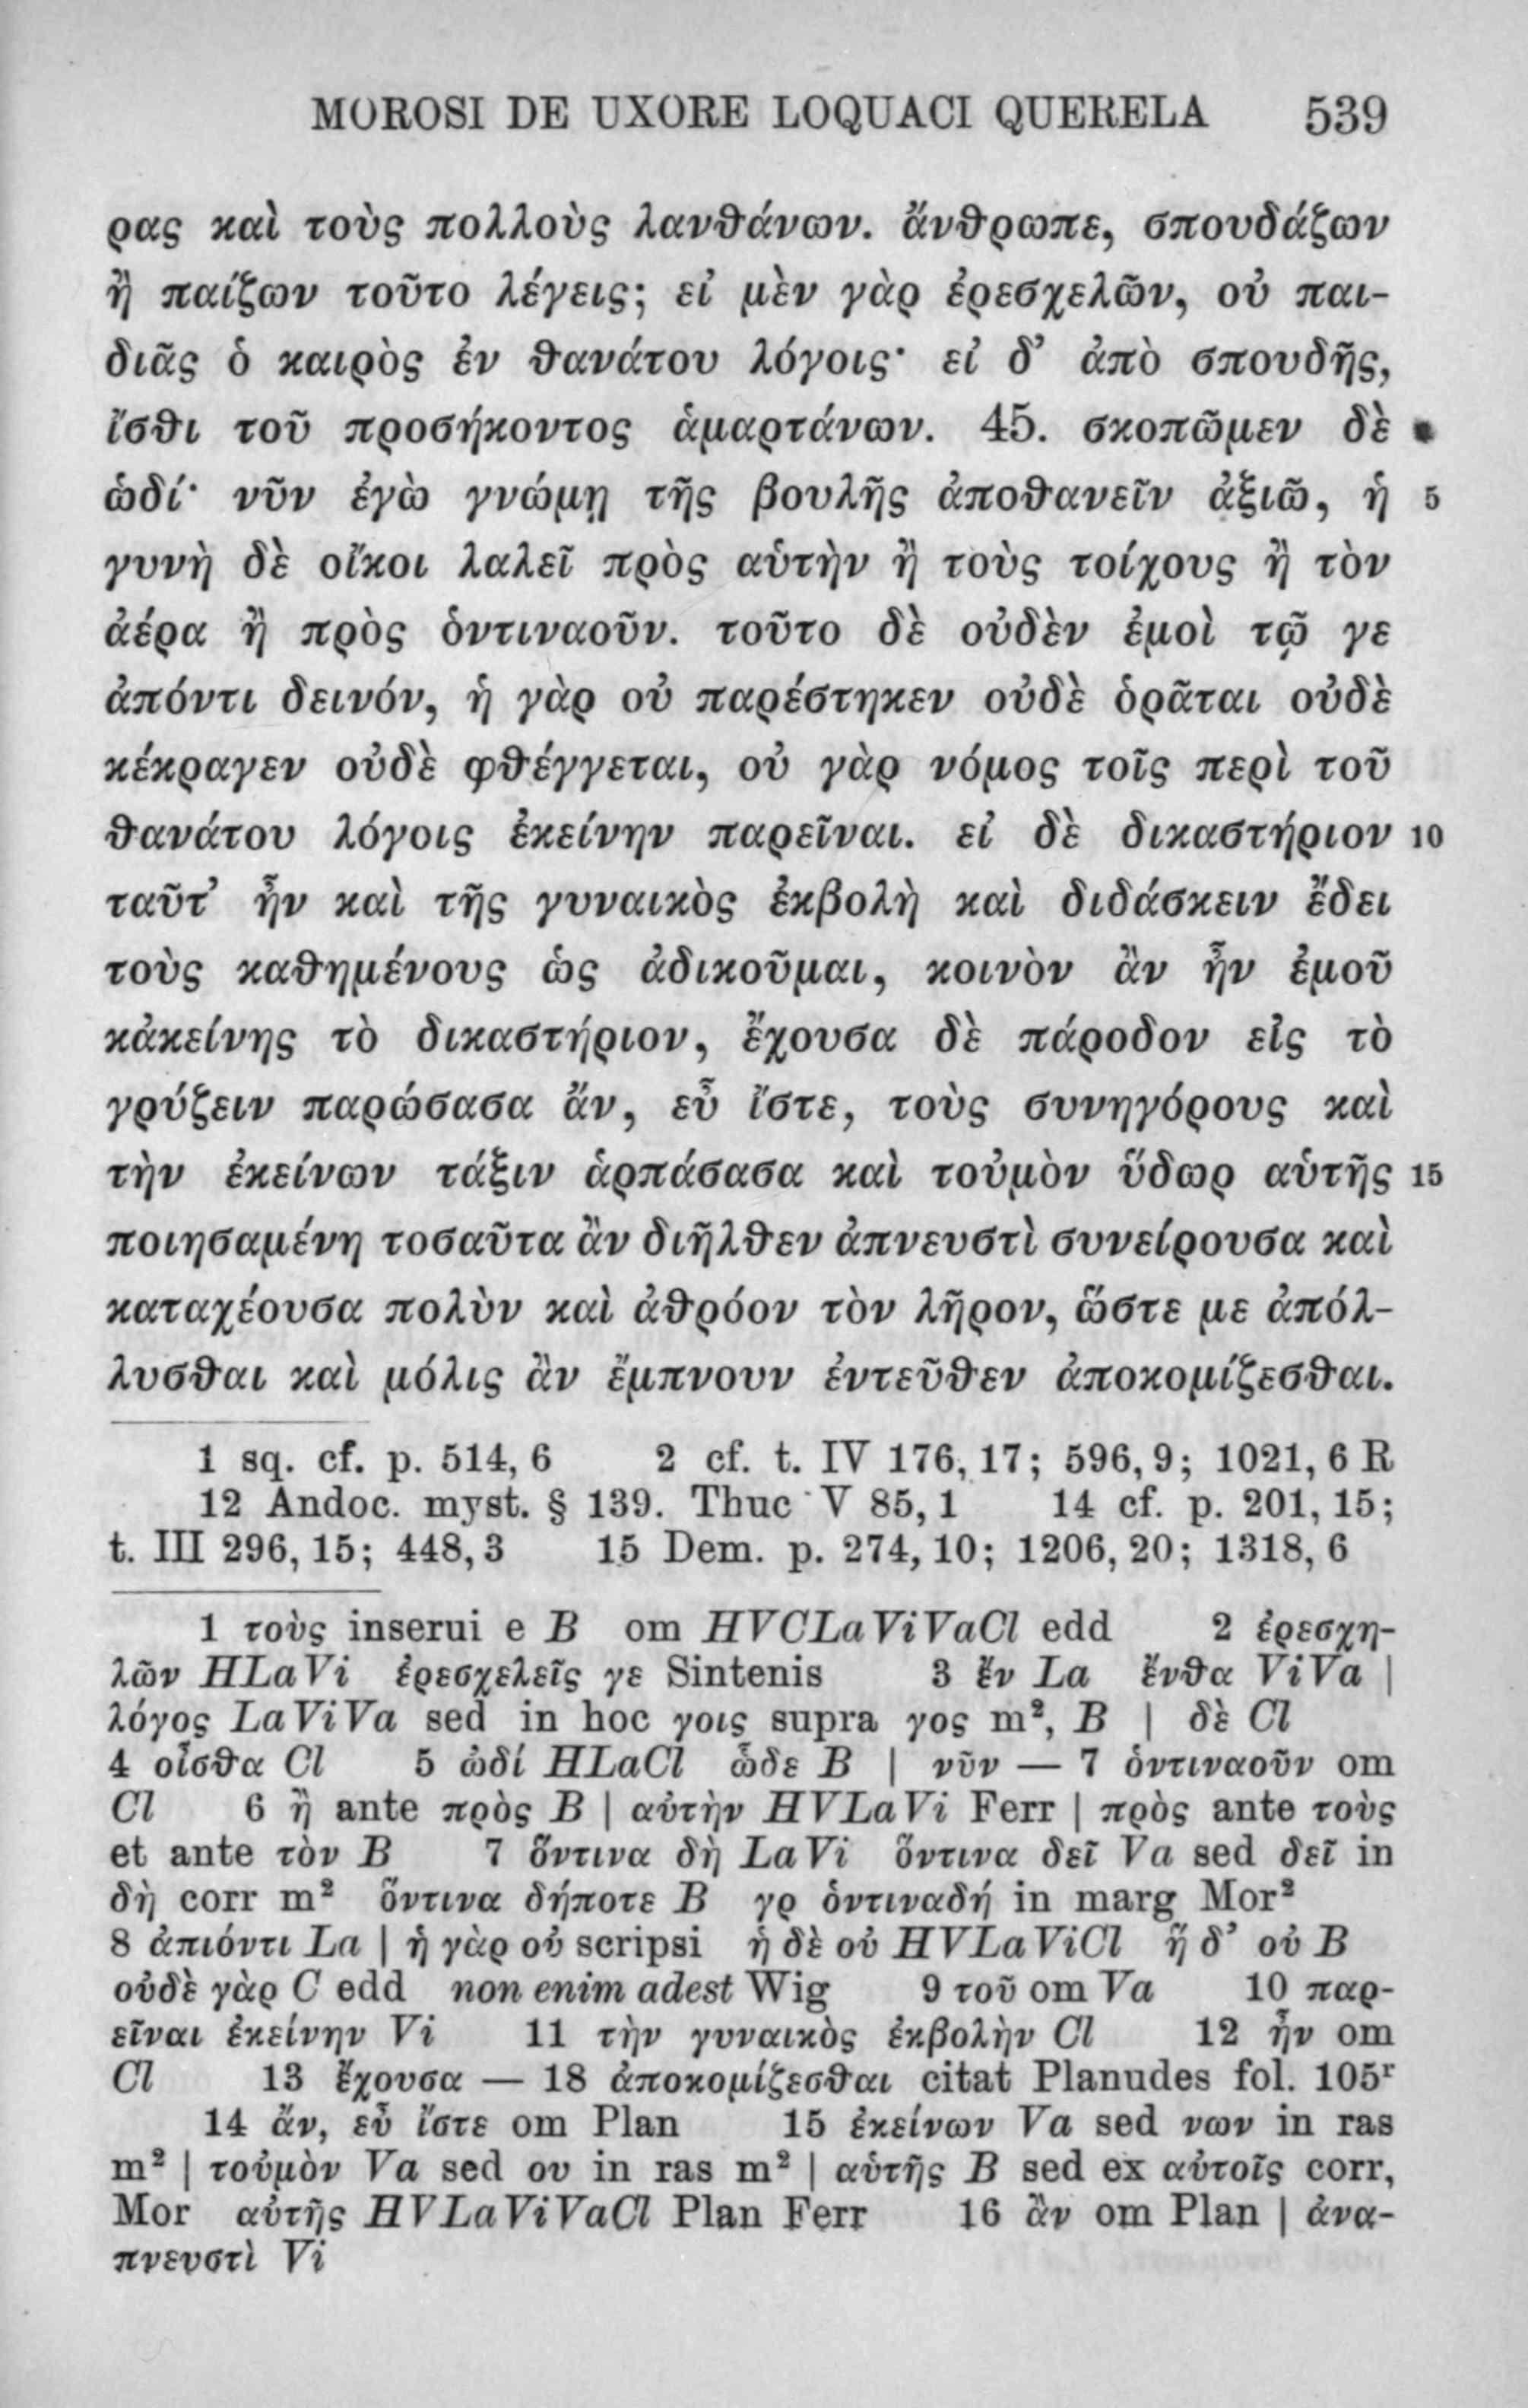 MOROSI DE UXORE LOQUACI QUERELA 539
ρας καὶ τοὺς πολλοὺς λανθάνων. ἄνθρωπε, σπουδάζων
ἢ παίζων τοῦτο λέγεις; εἰ μὲν γὰρ ἐρεσχελῶν, οὐ παι-
διᾶς ὁ καιρὸς ἐν θανάτου λόγοις· εἰ δ’ ἀπὸ σπουδῆς,
ἴσθι τοῦ προσήκοντος ἁμαρτάνων. 45. σκοπῶμεν δὲ
ὡδί· νῦν ἐγὼ γνώμῃ τῆς βουλῆς ἀποθανεῖν ἀξιῶ, ἡ 5
γυνὴ δὲ οἴκοι λαλεῖ πρὸς αὑτὴν ἢ τοὺς τοίχους ἢ τὸν
ἀέρα ἢ πρὸς ὁντιναοῦν. τοῦτο δὲ οὐδὲν ἐμοὶ τῷ γε
ἀπόντι δεινόν, ἡ γὰρ οὐ παρέστηκεν οὐδὲ ὁρᾶται οὐδὲ
κέκραγεν οὐδὲ φθέγγεται, οὐ γὰρ νόμος τοῖς περὶ τοῦ
θανάτου λόγοις ἐκείνην παρεῖναι. εἰ δὲ δικαστήριον 10
ταῦτ’ ἦν καὶ τῆς γυναικὸς ἐκβολὴ καὶ διδάσκειν ἔδει
τοὺς καθημένους ὡς ἀδικοῦμαι, κοινὸν ἂν ἦν ἐμοῦ
κἀκείνης τὸ δικαστήριον, ἔχουσα δὲ πάροδον εἰς τὸ
γρύζειν παρώσασα ἄν, εὖ ἴστε, τοὺς συνηγόρους καὶ
τὴν ἐκείνων τάξιν ἁρπάσασα καὶ τοὐμὸν ὕδωρ αὑτῆς 15
ποιησαμένη τοσαῦτα ἂν διῆλθεν ἀπνευστὶ συνείρουσα καὶ
καταχέουσα πολὺν καὶ ἀθρόον τὸν λῆρον, ὥστε με ἀπόλ-
λυσθαι καὶ μόλις ἂν ἔμπνουν ἐντεῦθεν ἀποκομίζεσθαι.
1 sq. cf. p. 514, 6 2 cf. t. IV 176, 17; 596, 9; 1021, 6 R
12 Andoc. myst. § 139. Thuc V 85, 1 14 cf. p. 201, 15;
t. III 296, 15; 448, 3 15 Dem. p. 274, 10; 1206, 20; 1318, 6
1 τοὺς inserui e B om HVCLaViVaCl edd 2 ἐρεσχη-
λῶν HLaVi ἐρεσχελεῖς γε Sintenis 3 ἔν La ἔνθα ViVa |
λόγος LaViVa sed in hoc γοις supra γος m², B | δὲ Cl
4 οἶσθα Cl 5 ὡδί HLaCl ὧδε B | νῦν — 7 ὁντιναοῦν om
Cl 6 ἢ ante πρὸς B | αὐτὴν HVLaVi Ferr | πρὸς ante τοὺς
et ante τὸν B 7 ὅντινα δὴ LaVi ὅντινα δεῖ Va sed δεῖ in
δὴ corr m² ὅντινα δήποτε B γρ ὁντιναδή in marg Mor²
8 ἀπιόντι La | ἡ γὰρ οὐ scripsi ἡ δὲ οὐ HVLaViCl ἥ δ’ οὐ B
οὐδὲ γὰρ C edd non enim adest Wig 9 τοῦ om Va 10 παρ-
εῖναι ἐκείνην Vi 11 τὴν γυναικὸς ἐκβολὴν Cl 12 ἦν om
Cl 13 ἔχουσα — 18 ἀποκομίζεσθαι citat Planudes fol. 105ʳ
14 ἄν, εὖ ἴστε om Plan 15 ἐκείνων Va sed νων in ras
m² | τοὐμὸν Va sed ου in ras m² | αὑτῆς B sed ex αὑτοῖς corr,
Mor αὐτῆς HVLaViVaCl Plan Ferr 16 ἂν om Plan | ἀνα-
πνευστὶ Vi